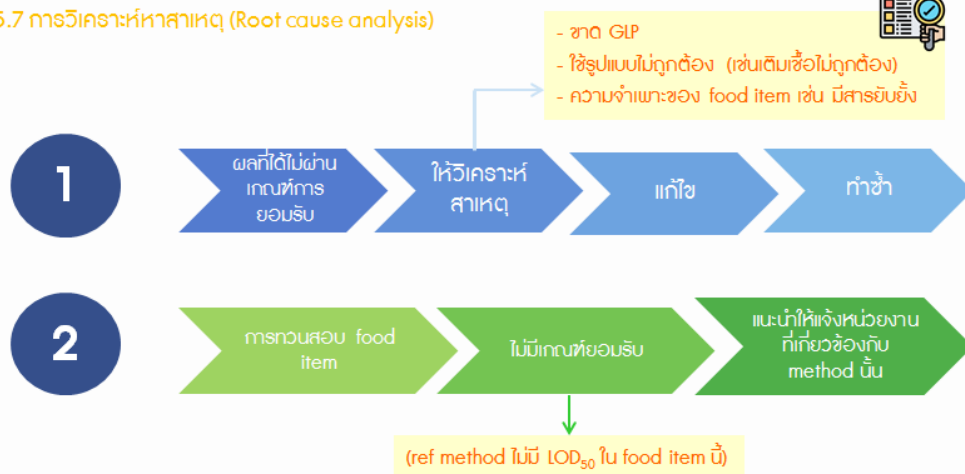 5.7 การวิเคราะห์หาสาเหตุ (Root cause analysis)
- ขาด GLP
- ใช้รูปแบบไม่ถูกต้อง (เช่นเติมเชื้อไม่ถูกต้อง)
- ความจำเพาะของ food item เช่น มีสารยับยั้ง
1
ผลที่ได้ไม่ผ่าน
เกณฑ์การ
ยอมรับ
ให้วิเคราะห์
สาเหตุ
แก้ไข
ทำซ้ำ
2
การทวนสอบ food
item
ไม่มีเกณฑ์ยอมรับ
แนะนำให้แจ้งหน่วยงาน
ที่เกี่ยวข้องกับ
method นั้น
(ref method ไม่มี LOD₅₀ ใน food item นี้)